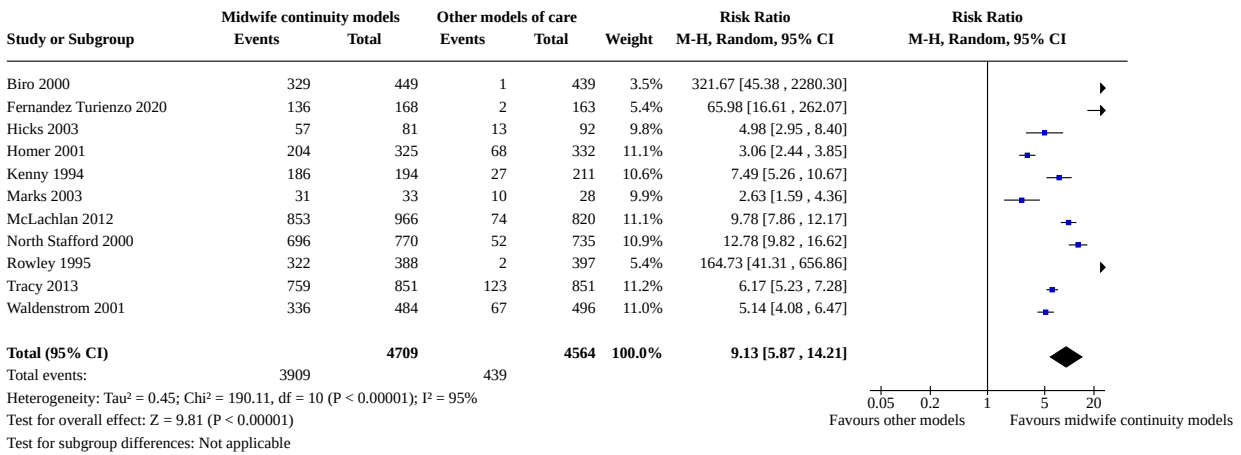 Midwife continuity models Other models of care Risk Ratio Risk Ratio
Study or Subgroup Events Total Events Total Weight M-H, Random, 95% CI M-H, Random, 95% CI
Biro 2000 329 449 1 439 3.5% 321.67 [45.38 , 2280.30]
Fernandez Turienzo 2020 136 168 2 163 5.4% 65.98 [16.61 , 262.07]
Hicks 2003 57 81 13 92 9.8% 4.98 [2.95 , 8.40]
Homer 2001 204 325 68 332 11.1% 3.06 [2.44 , 3.85]
Kenny 1994 186 194 27 211 10.6% 7.49 [5.26 , 10.67]
Marks 2003 31 33 10 28 9.9% 2.63 [1.59 , 4.36]
McLachlan 2012 853 966 74 820 11.1% 9.78 [7.86 , 12.17]
North Stafford 2000 696 770 52 735 10.9% 12.78 [9.82 , 16.62]
Rowley 1995 322 388 2 397 5.4% 164.73 [41.31 , 656.86]
Tracy 2013 759 851 123 851 11.2% 6.17 [5.23 , 7.28]
Waldenstrom 2001 336 484 67 496 11.0% 5.14 [4.08 , 6.47]
Total (95% CI) 4709 4564 100.0% 9.13 [5.87 , 14.21]
Total events: 3909 439
Heterogeneity: Tau² = 0.45; Chi² = 190.11, df = 10 (P < 0.00001); I² = 95%
0.05 0.2 1 5 20
Test for overall effect: Z = 9.81 (P < 0.00001)
Favours other models Favours midwife continuity models
Test for subgroup differences: Not applicable